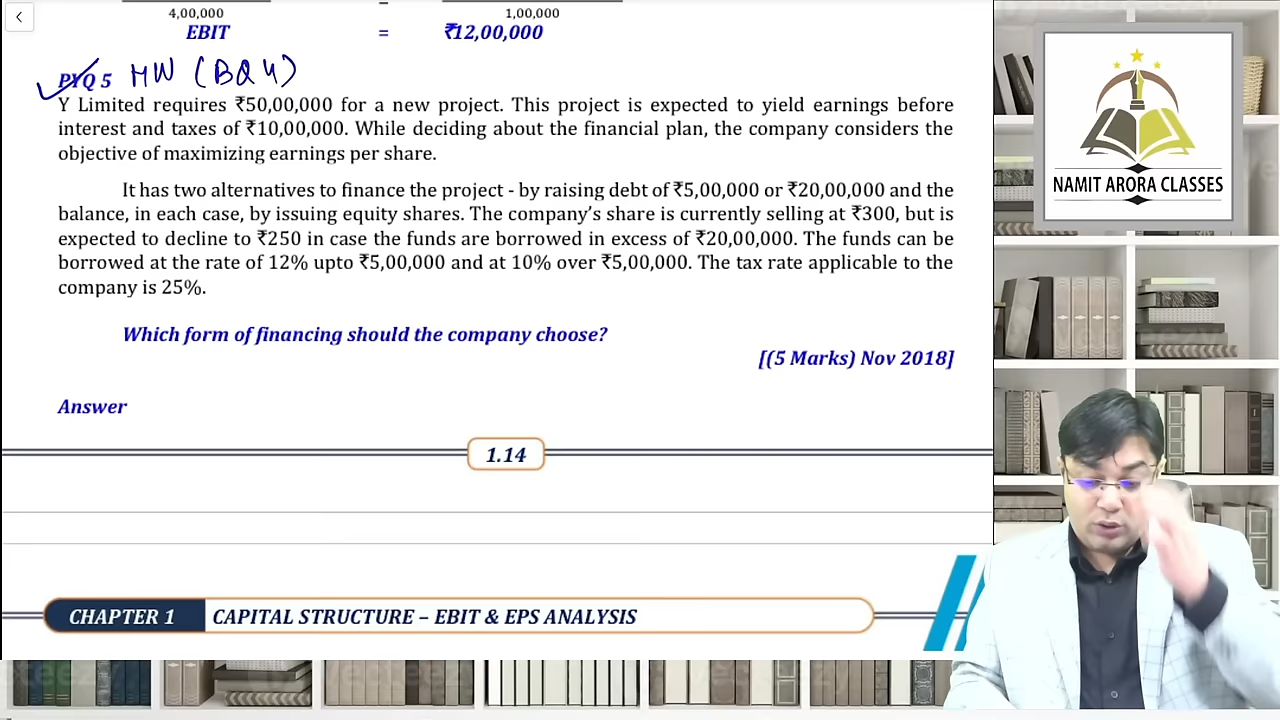 4,00,000
1,00,000
EBIT = ₹12,00,000
PYQ 5 HW (BQ 4)
Y Limited requires ₹50,00,000 for a new project. This project is expected to yield earnings before
interest and taxes of ₹10,00,000. While deciding about the financial plan, the company considers the
objective of maximizing earnings per share.
It has two alternatives to finance the project - by raising debt of ₹5,00,000 or ₹20,00,000 and the
balance, in each case, by issuing equity shares. The company's share is currently selling at ₹300, but is
expected to decline to ₹250 in case the funds are borrowed in excess of ₹20,00,000. The funds can be
borrowed at the rate of 12% upto ₹5,00,000 and at 10% over ₹5,00,000. The tax rate applicable to the
company is 25%.
Which form of financing should the company choose?
[(5 Marks) Nov 2018]
Answer
1.14
CHAPTER 1 CAPITAL STRUCTURE – EBIT & EPS ANALYSIS
NAMIT ARORA CLASSES